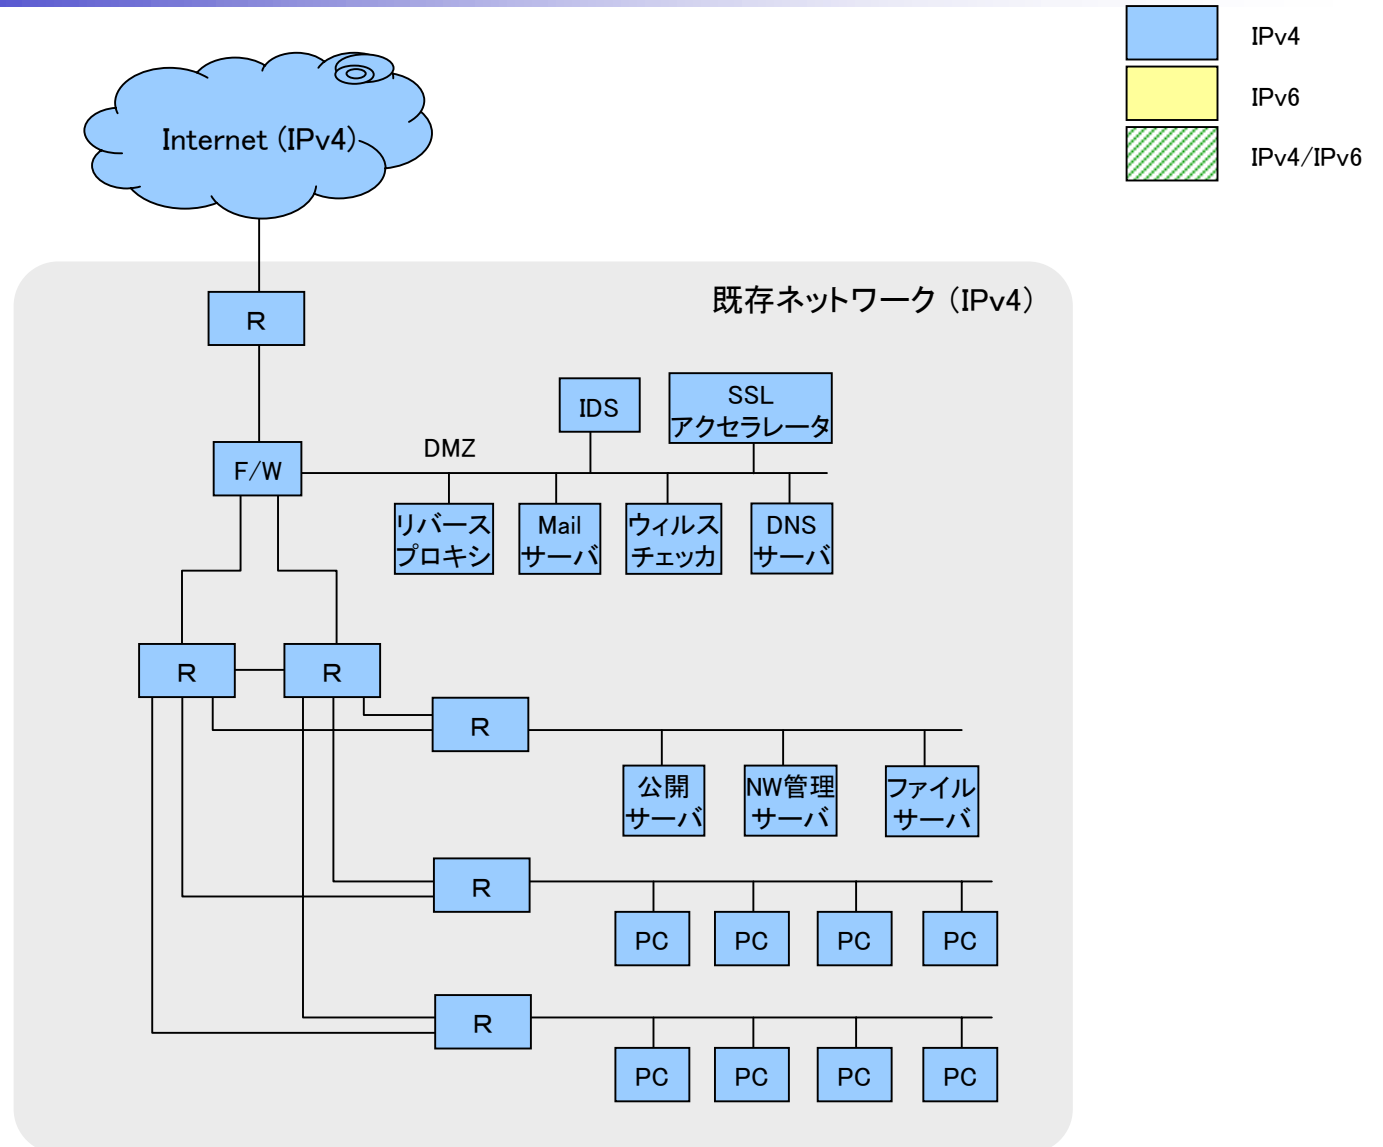 IPv4
IPv6
IPv4/IPv6
Internet (IPv4)
既存ネットワーク (IPv4)
R
IDS
SSL
アクセラレータ
DMZ
F/W
リバース
プロキシ
Mail
サーバ
ウィルス
チェッカ
DNS
サーバ
R
R
R
公開
サーバ
NW管理
サーバ
ファイル
サーバ
R
PC
PC
PC
PC
R
PC
PC
PC
PC